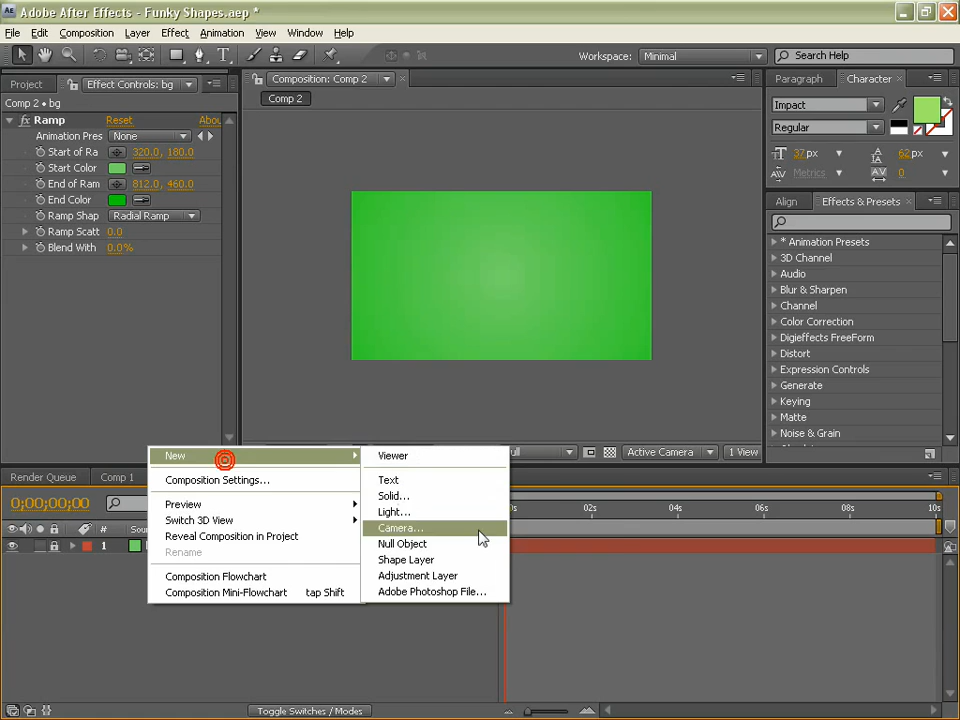 AE Adobe After Effects - Funky Shapes.aep *
File Edit Composition Layer Effect Animation View Window Help
Workspace: Minimal Search Help
Project Effect Controls: bg
Composition: Comp 2
Paragraph Character
Comp 2 • bg
Comp 2
Impact
fx Ramp Reset Abou
Regular
Animation Pres None
Start of Ra 320.0, 180.0
37 px 62 px
Start Color
Metrics 0
End of Ram 812.0, 460.0
End Color
Align Effects & Presets
Ramp Shap Radial Ramp
Ramp Scatt 0.0
Blend With 0.0%
* Animation Presets
3D Channel
Audio
Blur & Sharpen
Channel
Color Correction
Digieffects FreeForm
Distort
Expression Controls
Generate
Keying
Matte
Noise & Grain
New
Composition Settings...
Preview
Switch 3D View
Reveal Composition in Project
Rename
Composition Flowchart
Composition Mini-Flowchart tap Shift
Viewer
Text
Solid...
Light...
Camera...
Null Object
Shape Layer
Adjustment Layer
Adobe Photoshop File...
ull Active Camera 1 View
Render Queue Comp 1
0;00;00;00
0s 02s 04s 06s 08s 10s
# Sour
1
Toggle Switches / Modes